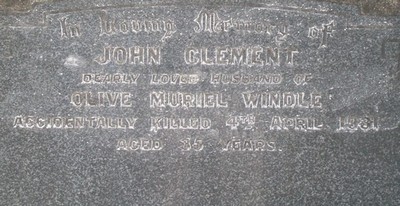 In Loving Memory of
JOHN CLEMENT
DEARLY LOVED HUSBAND OF
OLIVE MURIEL WINDLE
ACCIDENTALLY KILLED 4TH APRIL
AGED 35 YEARS.